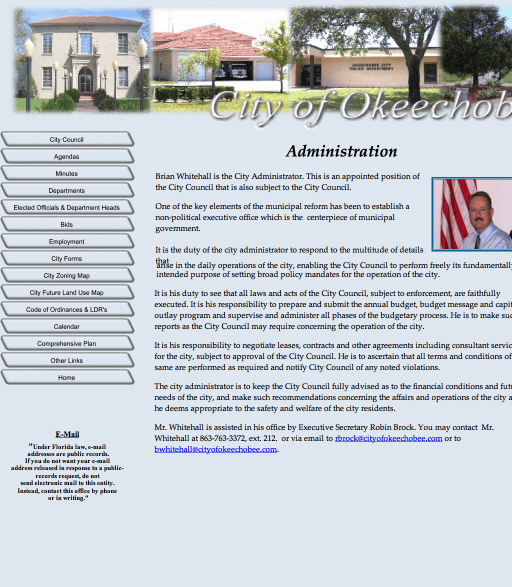 City of Okeechob
City Council
Agendas
Minutes
Departments
Elected Officials & Department Heads
Bids
Employment
City Forms
City Zoning Map
City Future Land Use Map
Code of Ordinances & LDR's
Calendar
Comprehensive Plan
Other Links
Home
E-Mail
"Under Florida law, e-mail
addresses are public records.
If you do not want your e-mail
address released in response to a public-
records request, do not
send electronic mail to this entity.
Instead, contact this office by phone
or in writing."
Administration
Brian Whitehall is the City Administrator. This is an appointed position of
the City Council that is also subject to the City Council.
One of the key elements of the municipal reform has been to establish a
non-political executive office which is the centerpiece of municipal
government.
It is the duty of the city administrator to respond to the multitude of details
that
arise in the daily operations of the city, enabling the City Council to perform freely its fundamentally
intended purpose of setting broad policy mandates for the operation of the city.
It is his duty to see that all laws and acts of the City Council, subject to enforcement, are faithfully
executed. It is his responsibility to prepare and submit the annual budget, budget message and capit
outlay program and supervise and administer all phases of the budgetary process. He is to make suc
reports as the City Council may require concerning the operation of the city.
It is his responsibility to negotiate leases, contracts and other agreements including consultant servic
for the city, subject to approval of the City Council. He is to ascertain that all terms and conditions of
same are performed as required and notify City Council of any noted violations.
The city administrator is to keep the City Council fully advised as to the financial conditions and futu
needs of the city, and make such recommendations concerning the affairs and operations of the city a
he deems appropriate to the safety and welfare of the city residents.
Mr. Whitehall is assisted in his office by Executive Secretary Robin Brock. You may contact Mr.
Whitehall at 863-763-3372, ext. 212. or via email to rbrock@cityofokeechobee.com or to
bwhitehall@cityofokeechobee.com.